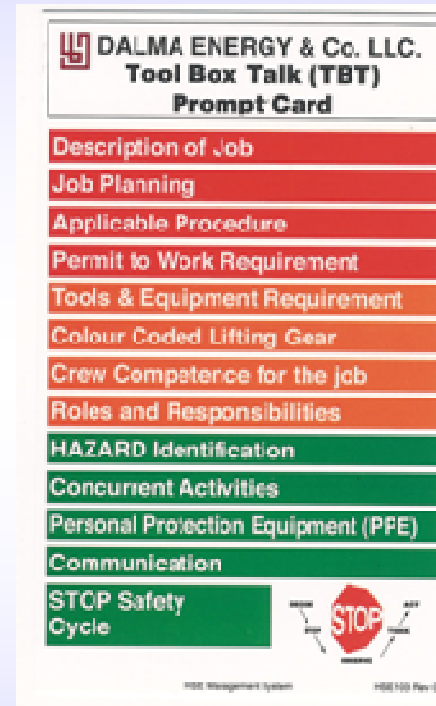 DALMA ENERGY & Co. LLC.
Tool Box Talk (TBT)
Prompt Card
Description of Job
Job Planning
Applicable Procedure
Permit to Work Requirement
Tools & Equipment Requirement
Colour Coded Lifting Gear
Crew Competence for the job
Roles and Responsibilities
HAZARD Identification
Concurrent Activities
Personal Protection Equipment (PPE)
Communication
STOP Safety
Cycle
STOP
HSE Management System